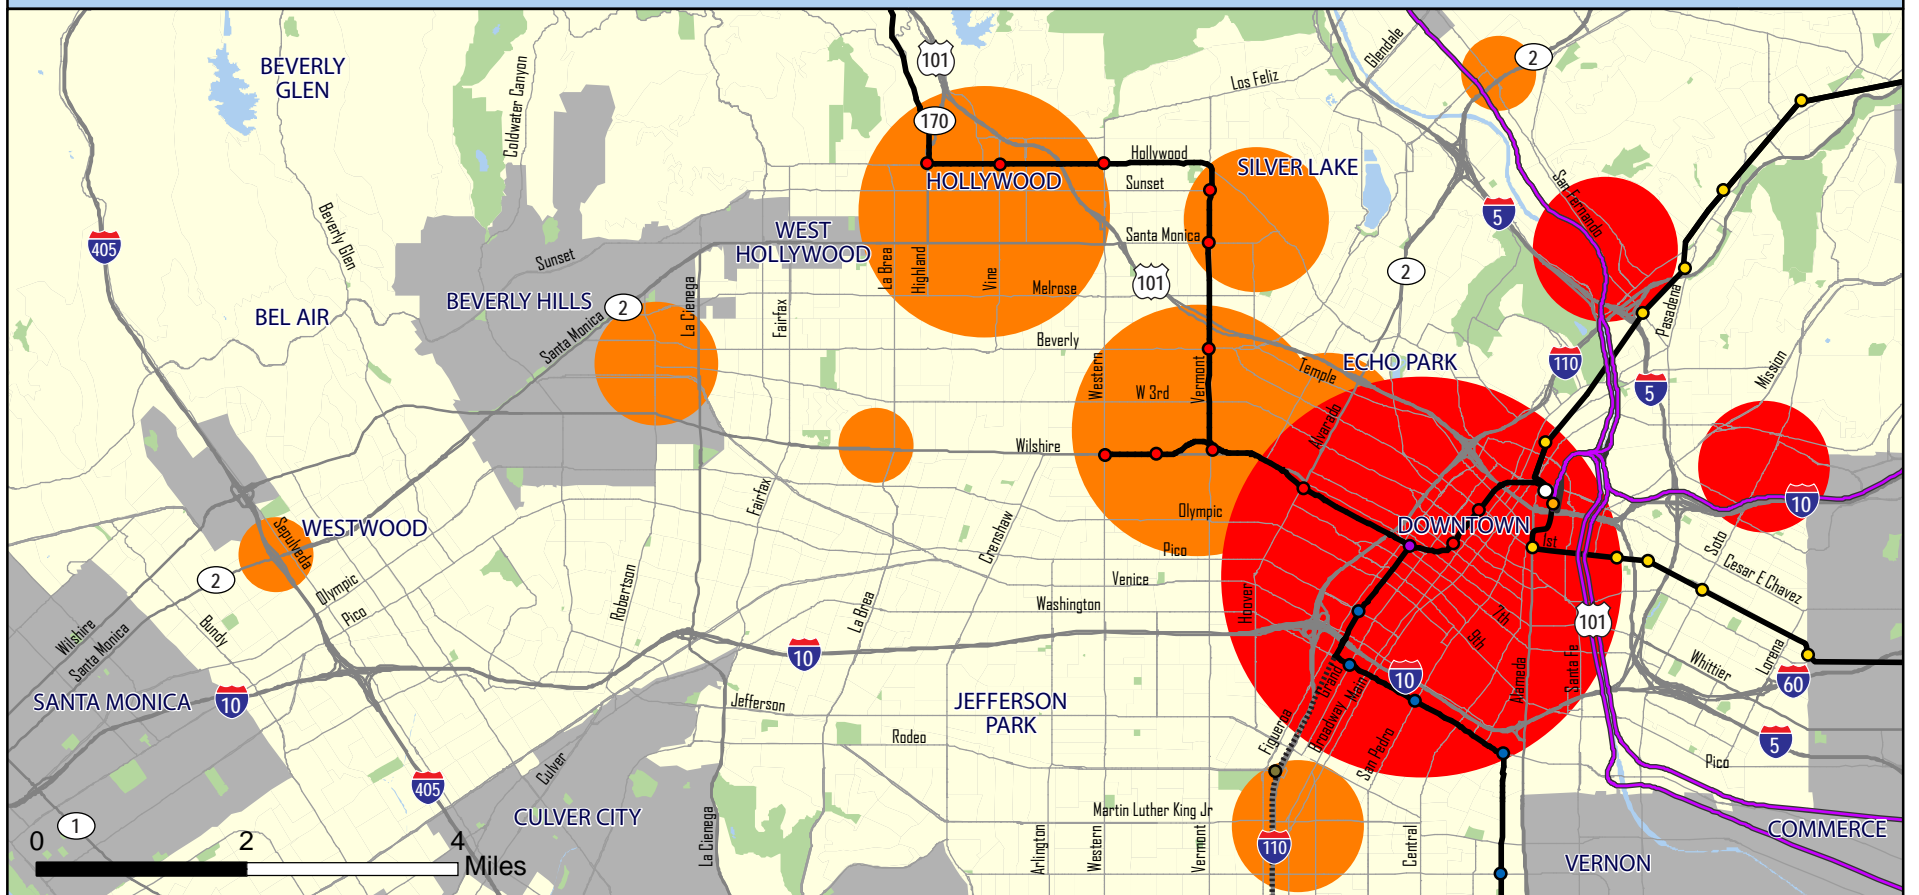 BEVERLY
GLEN
Coldwater Canyon
101
170
Los Feliz
Glendale
2
Hollywood
HOLLYWOOD
Sunset
SILVER LAKE
San Fernando
5
405
Beverly Glen
Sunset
WEST
HOLLYWOOD
La Brea
Highland
Vine
Santa Monica
Melrose
101
2
BEVERLY HILLS
2
Santa Monica
La Cienega
Fairfax
BEL AIR
Beverly
Pasadena
Western
W 3rd
Vermont
Temple
ECHO PARK
110
5
Mission
Alvarado
Wilshire
Olympic
Pico
Fairfax
Crenshaw
DOWNTOWN
1st
10
Soto
Cesar E Chavez
WESTWOOD
Sepulveda
2
Olympic
Pico
Bundy
Robertson
La Brea
Venice
Washington
Hoover
7th
9th
101
Wilshire
Santa Monica
10
SANTA MONICA
10
Jefferson
JEFFERSON
PARK
Rodeo
Figueroa
Grand
Broadway
Main
10
San Pedro
Alameda
Santa Fe
Whittier
Lorena
60
5
Pico
405
Culver
CULVER CITY
La Cienega
Martin Luther King Jr
Arlington
Western
Vermont
110
Central
VERNON
COMMERCE
1
0 2 4
Miles